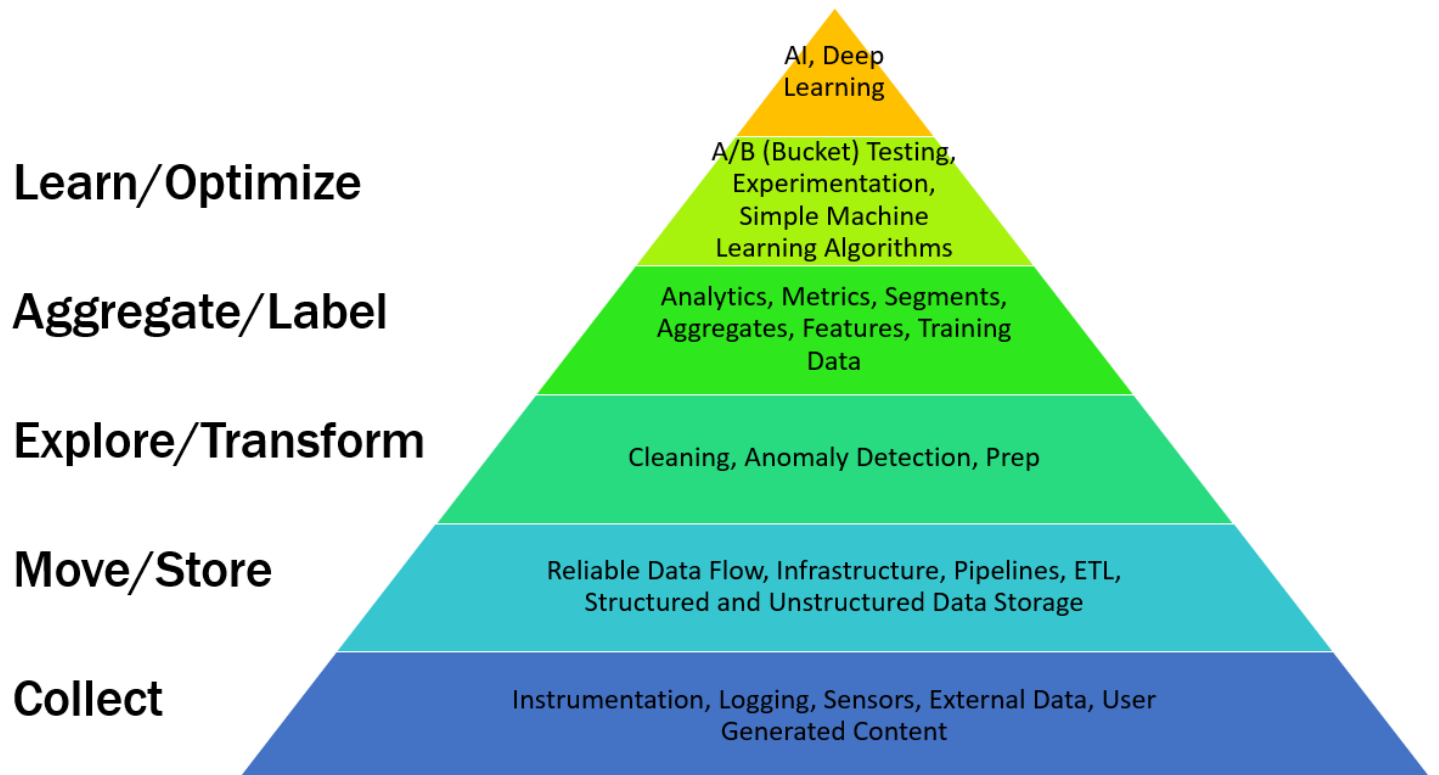 AI, Deep
Learning
Learn/Optimize
A/B (Bucket) Testing,
Experimentation,
Simple Machine
Learning Algorithms
Aggregate/Label
Analytics, Metrics, Segments,
Aggregates, Features, Training
Data
Explore/Transform
Cleaning, Anomaly Detection, Prep
Move/Store
Reliable Data Flow, Infrastructure, Pipelines, ETL,
Structured and Unstructured Data Storage
Collect
Instrumentation, Logging, Sensors, External Data, User
Generated Content